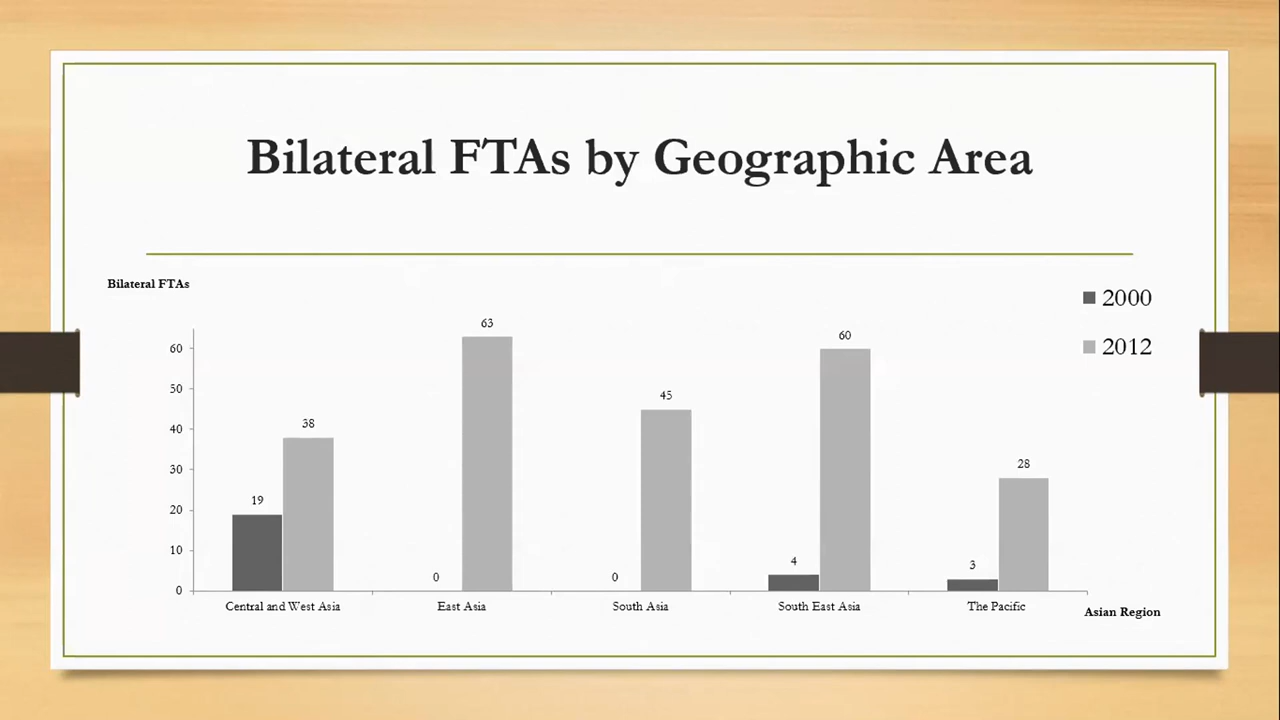 Bilateral FTAs by Geographic Area
Bilateral FTAs
2000
2012
60
50
40
30
20
10
0
19
38
0
63
0
45
4
60
3
28
Central and West Asia
East Asia
South Asia
South East Asia
The Pacific
Asian Region